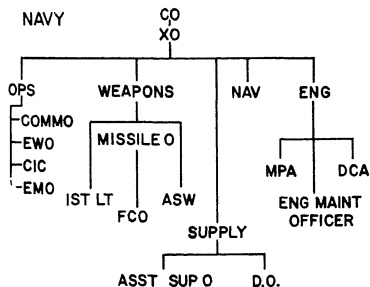 NAVY
CO
XO
OPS
WEAPONS
NAV
ENG
COMMO
EWO
CIC
EMO
MISSILE O
IST LT
FCO
ASW
MPA
DCA
ENG MAINT
OFFICER
SUPPLY
ASST SUP O
D.O.